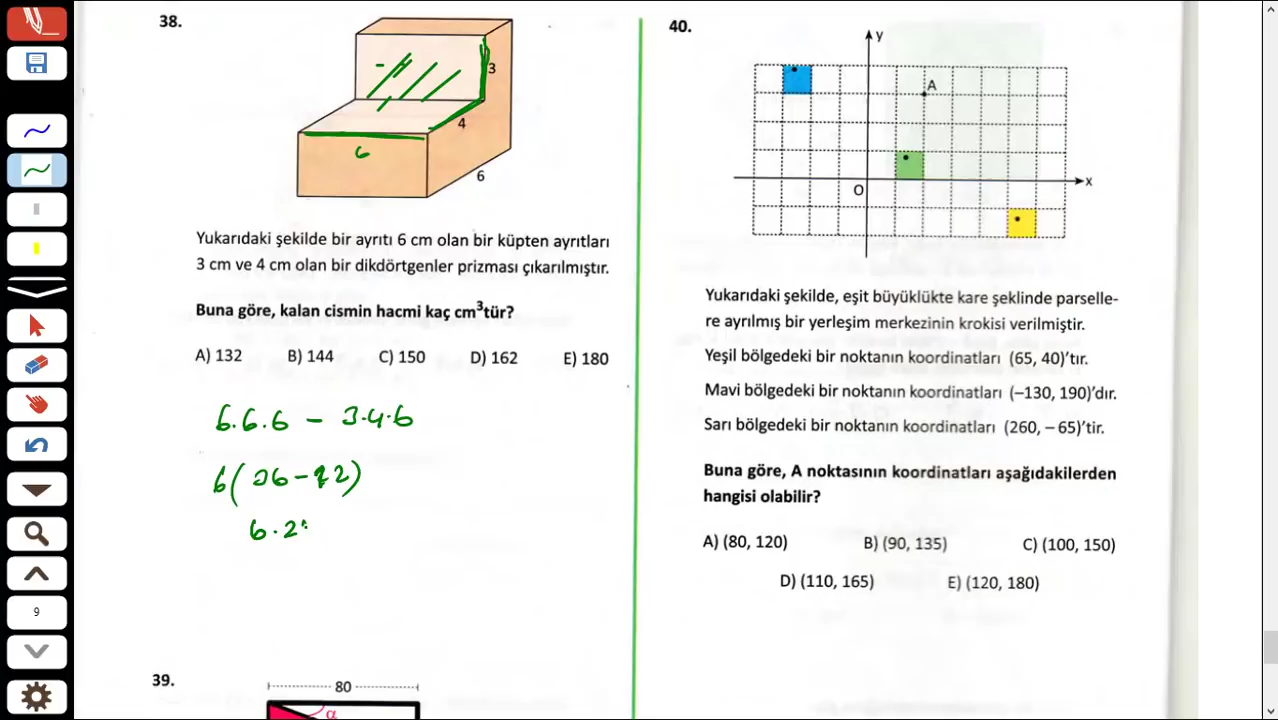 38.
3
4
6
6
Yukarıdaki şekilde bir ayrıtı 6 cm olan bir küpten ayrıtları
3 cm ve 4 cm olan bir dikdörtgenler prizması çıkarılmıştır.
Buna göre, kalan cismin hacmi kaç cm³tür?
A) 132 B) 144 C) 150 D) 162 E) 180
6.6.6 - 3.4.6
6(36-12)
6.2
39.
80
α
40.
y
A
O
x
Yukarıdaki şekilde, eşit büyüklükte kare şeklinde parselle-
re ayrılmış bir yerleşim merkezinin krokisi verilmiştir.
Yeşil bölgedeki bir noktanın koordinatları (65, 40)'tır.
Mavi bölgedeki bir noktanın koordinatları (–130, 190)'dır.
Sarı bölgedeki bir noktanın koordinatları (260, – 65)'tir.
Buna göre, A noktasının koordinatları aşağıdakilerden
hangisi olabilir?
A) (80, 120) B) (90, 135) C) (100, 150)
D) (110, 165) E) (120, 180)
9